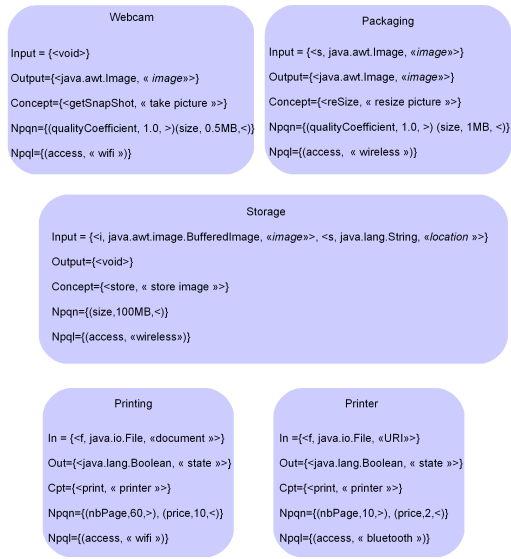 Webcam
Input = {<void>}
Output={<java.awt.Image, « image »>}
Concept={<getSnapShot, « take picture »>}
Npqn={(qualityCoefficient, 1.0, >)(size, 0.5MB,<)}
Npql={(access, « wifi »)}
Packaging
Input = {<s, java.awt.Image, «image»>}
Output={<java.awt.Image, «image»>}
Concept={<reSize, « resize picture »>}
Npqn={(qualityCoefficient, 1.0, >) (size, 1MB, <)}
Npql={(access, « wireless »)}
Storage
Input = {<i, java.awt.image.BufferedImage, «image»>, <s, java.lang.String, «location »>}
Output={<void>}
Concept={<store, « store image »>}
Npqn={(size,100MB,<)}
Npql={(access, «wireless»)}
Printing
In = {<f, java.io.File, «document »>}
Out={<java.lang.Boolean, « state »>}
Cpt={<print, « printer »>}
Npqn={(nbPage,60,>), (price,10,<)}
Npql={(access, « wifi »)}
Printer
In ={<f, java.io.File, «URI»>}
Out={<java.lang.Boolean, « state »>}
Cpt={<print, « printer »>}
Npqn={(nbPage,10,>), (price,2,<)}
Npql={(access, « bluetooth »)}